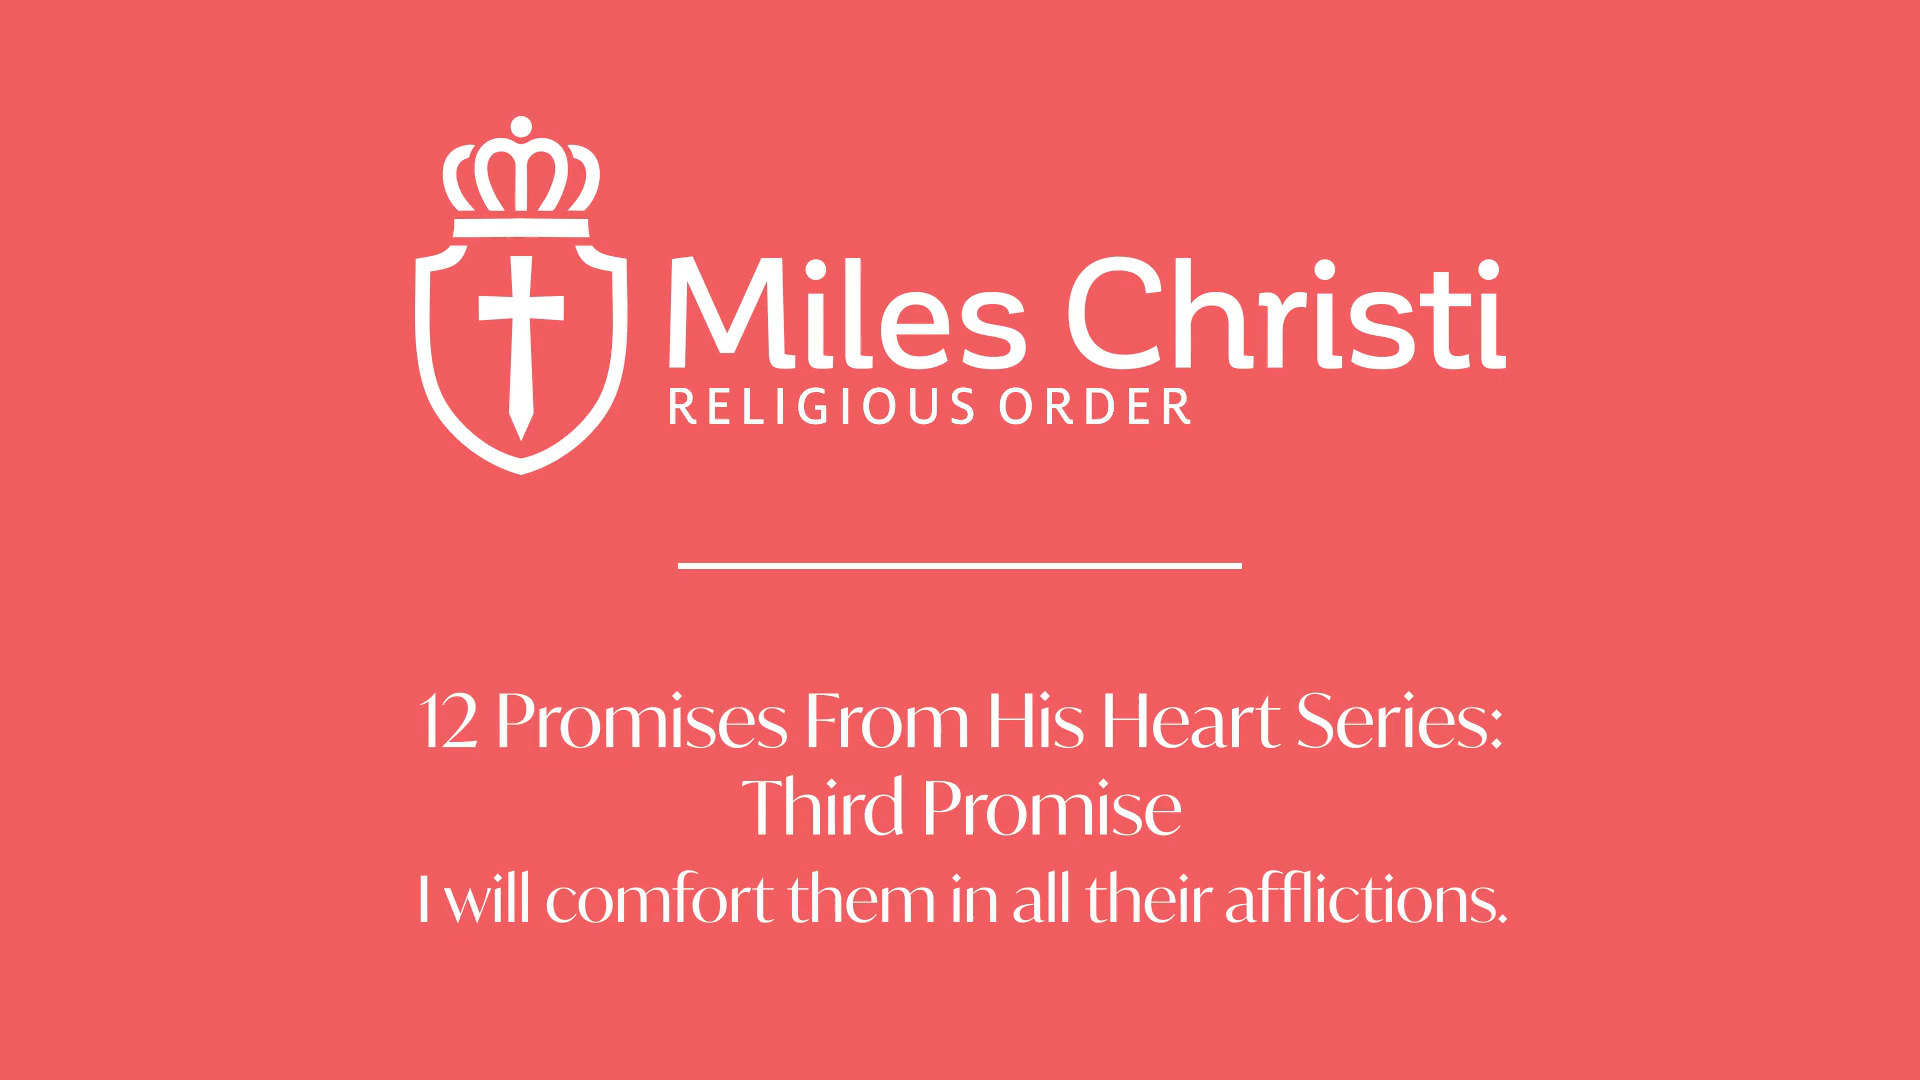 Miles Christi
RELIGIOUS ORDER
12 Promises From His Heart Series:
Third Promise
I will comfort them in all their afflictions.